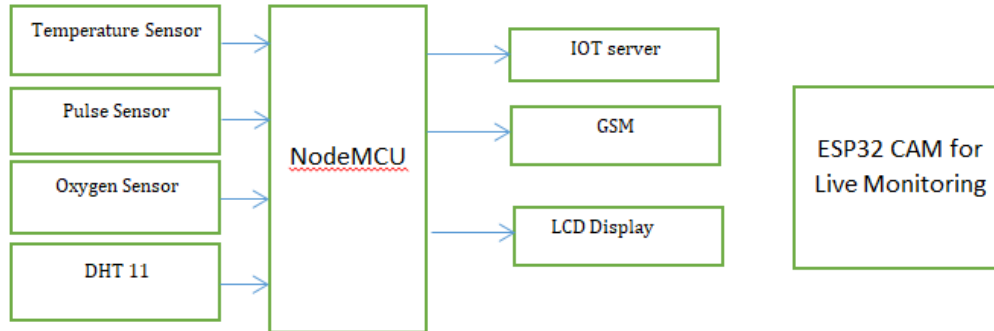 Temperature Sensor
Pulse Sensor
Oxygen Sensor
DHT 11
NodeMCU
IOT server
GSM
LCD Display
ESP32 CAM for
Live Monitoring